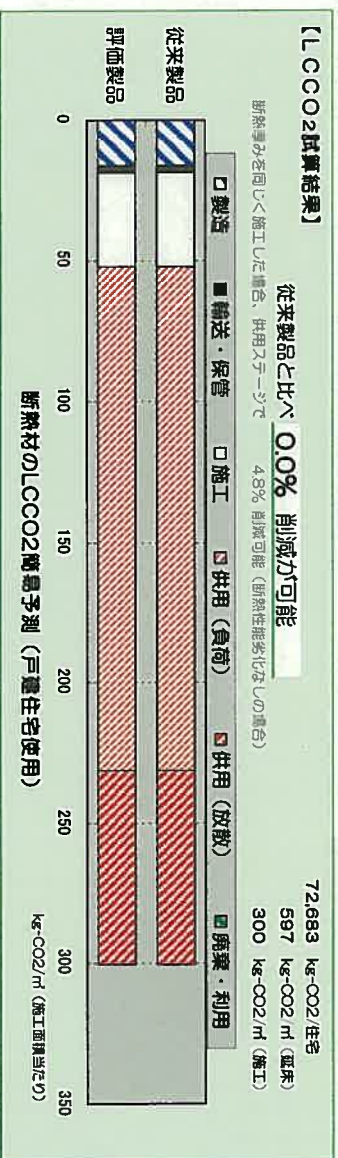 【LCCO2試算結果】
従来製品と比べ 0.0% 削減が可能
断熱厚みを同じく施工した場合、供用ステージで 4.8% 削減可能（断熱性能劣化なしの場合）
72,683 kg-CO2/住宅
597 kg-CO2/㎡（延床）
300 kg-CO2/㎡（施工）
製造 輸送・保管 施工 供用（負荷） 供用（放散） 廃棄・利用
従来製品
評価製品
0 50 100 150 200 250 300 350
kg-CO2/㎡（施工面積当たり）
断熱材のLCCO2簡易予測（戸建住宅使用）